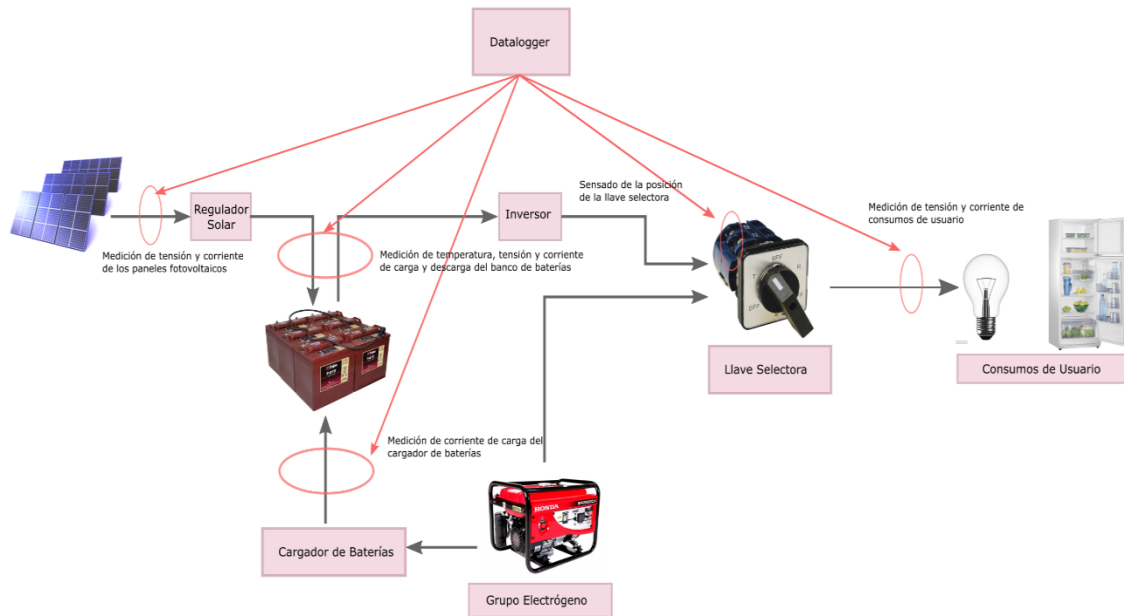 Datalogger
Sensado de la posición
de la llave selectora
Medición de tensión y corriente de
consumos de usuario
Regulador
Solar
Inversor
Medición de tensión y corriente
de los paneles fotovoltaicos
Medición de temperatura, tensión y corriente
de carga y descarga del banco de baterías
OFF
T
R
OFF
Llave Selectora
Consumos de Usuario
Medición de corriente de carga del
cargador de baterías
RONDA
Cargador de Baterías
Grupo Electrógeno